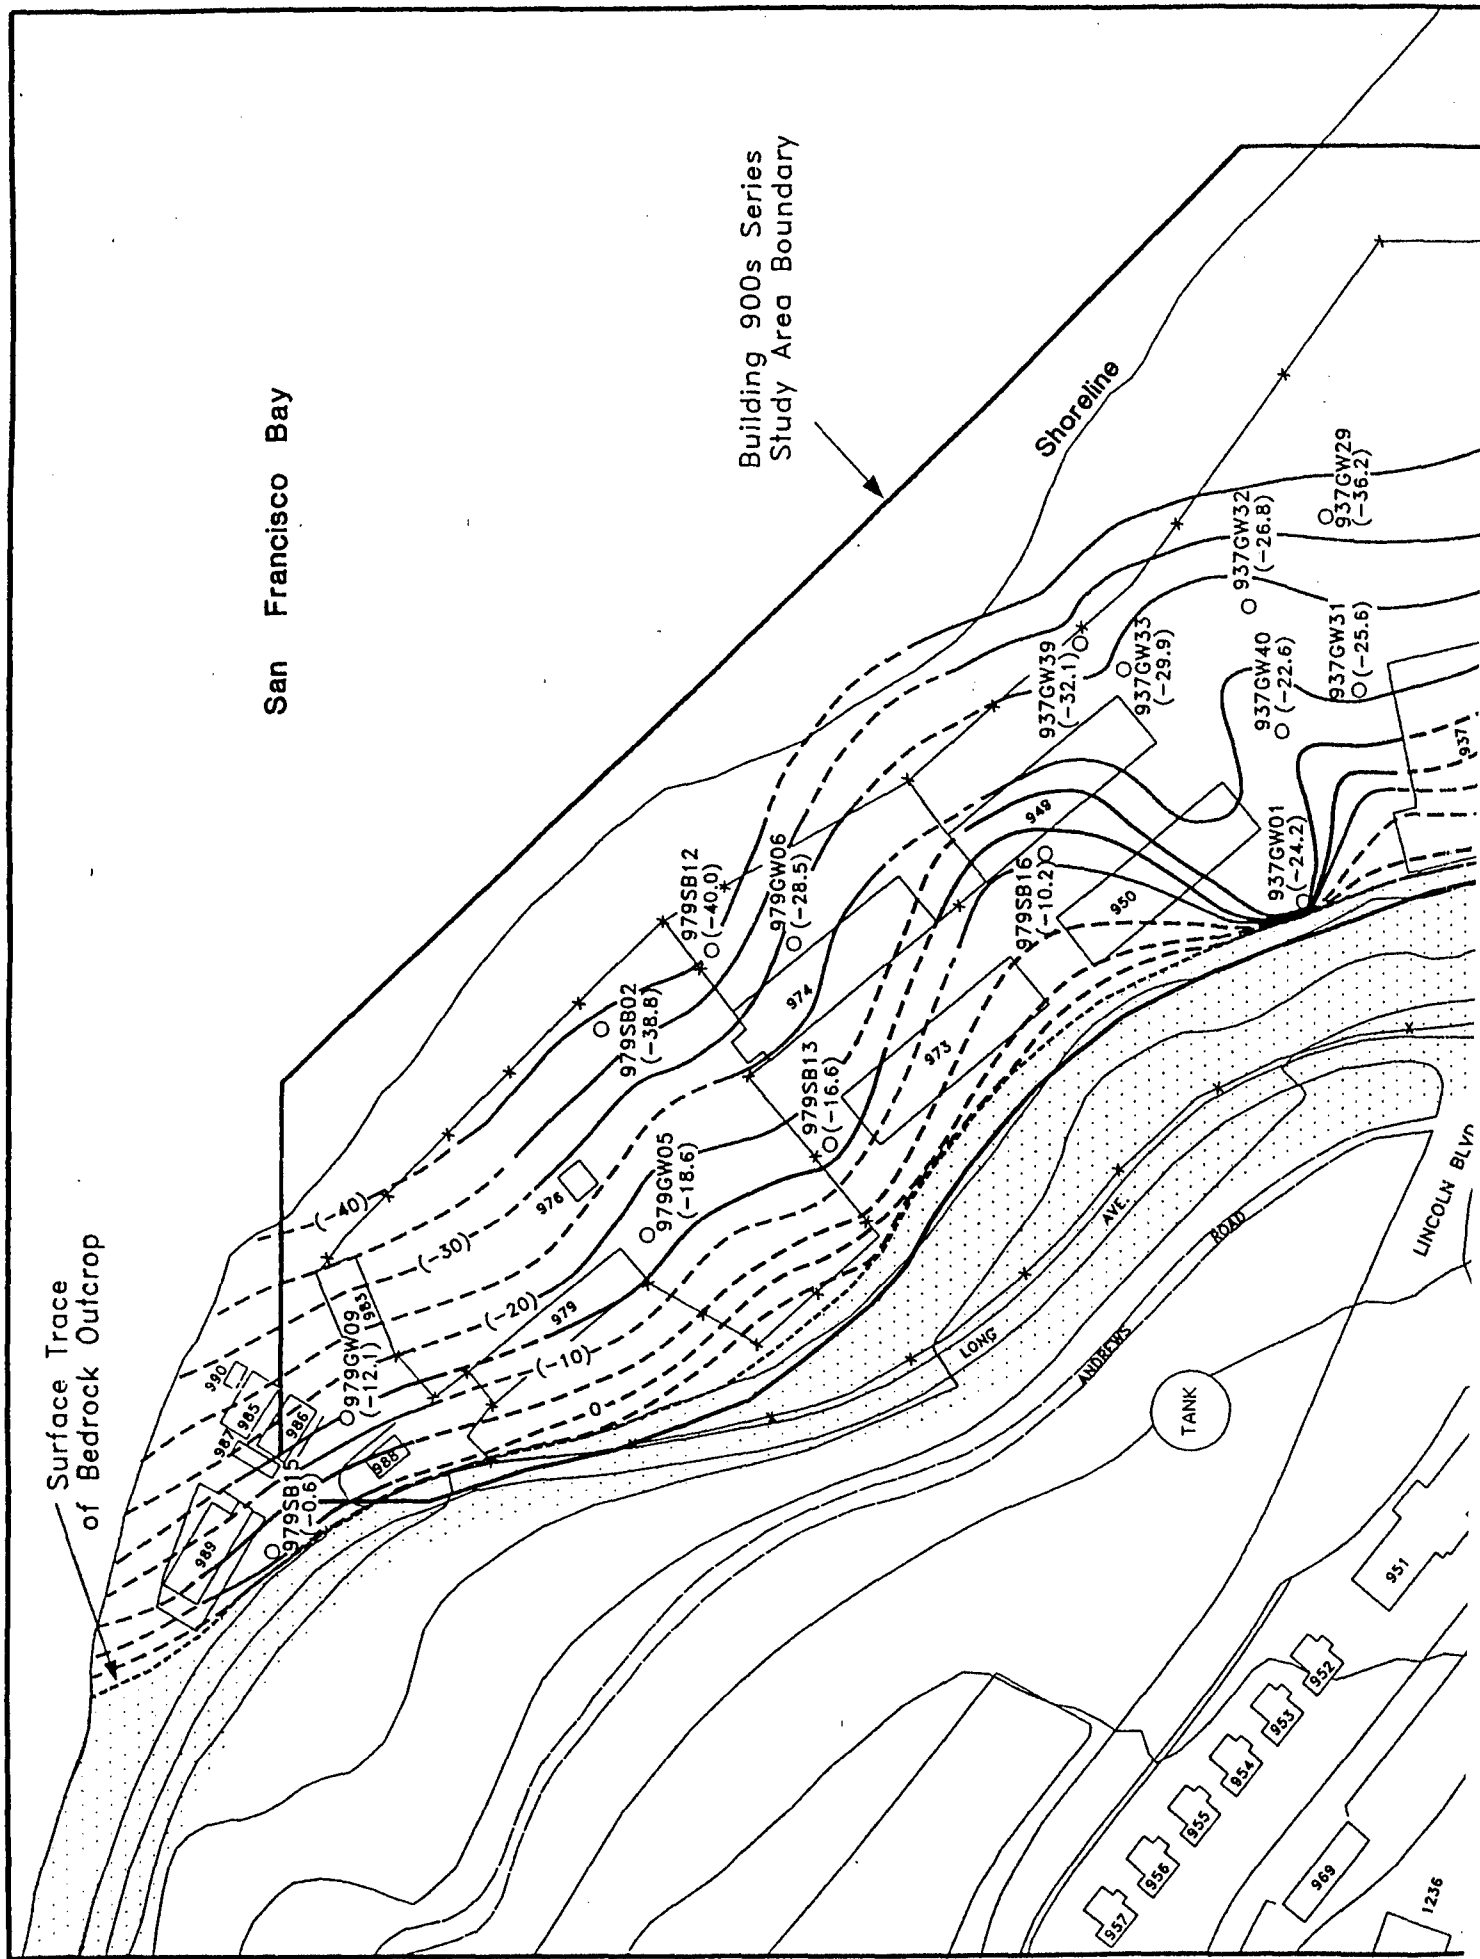 San Francisco Bay
Building 900s Series
Study Area Boundary
Shoreline
Surface Trace
of Bedrock Outcrop
979SB12
(-40.0)
979GW06
(-28.5)
979SB02
(-38.8)
979SB13
(-16.6)
979GW05
(-18.6)
979SB16
(-10.2)
979GW09
(-12.1)
979SB15
(-0.6)
937GW39
(-32.1)
937GW33
(-29.9)
937GW32
(-26.8)
937GW29
(-36.2)
937GW40
(-22.6)
937GW31
(-25.6)
937GW01
(-24.2)
(-40)
(-30)
(-20)
(-10)
0
990
985
987
986
988
989
983
979
976
974
973
949
950
937
LONG
AVE.
ANDREWS
ROAD
LINCOLN BLVD
TANK
951
952
953
954
955
956
957
969
1236